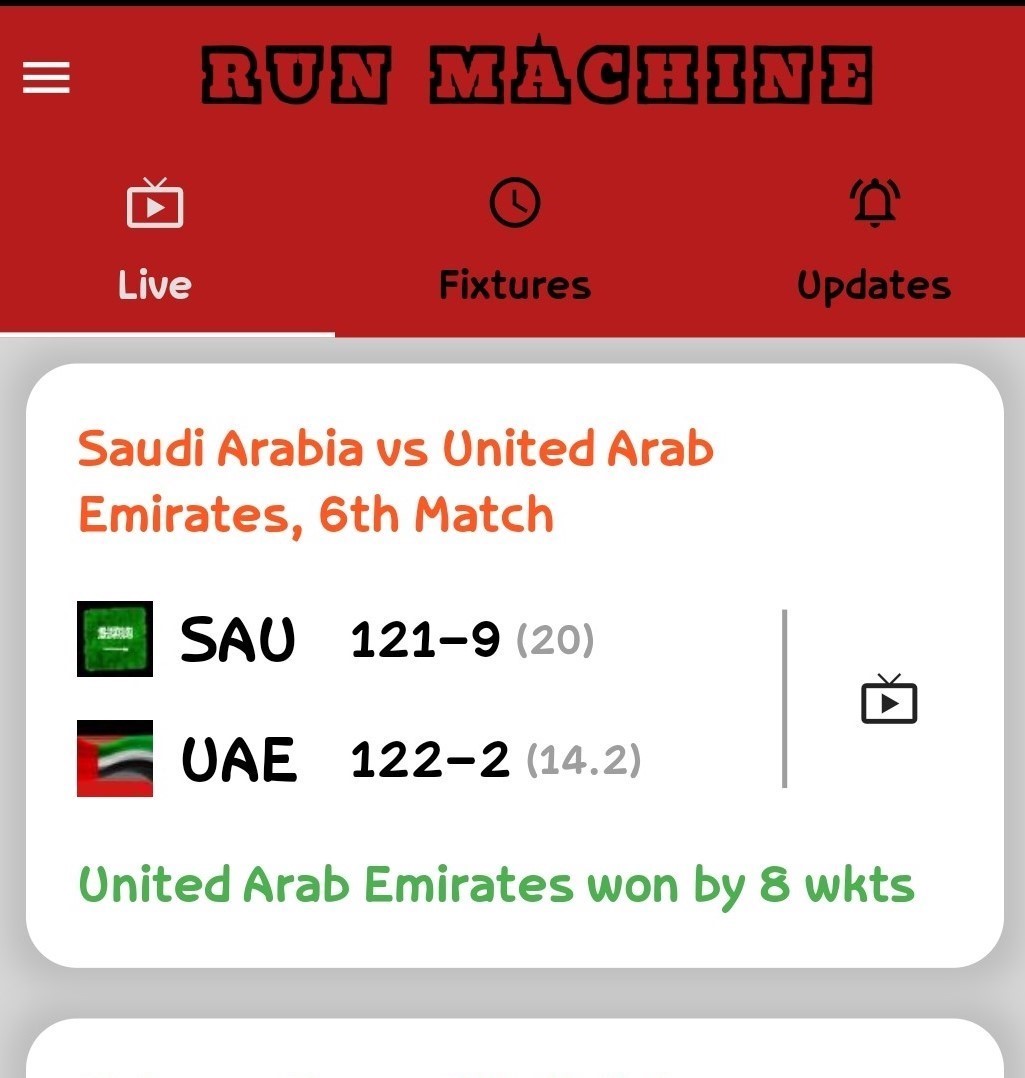 RUN MACHINE
Live
Fixtures
Updates
Saudi Arabia vs United Arab
Emirates, 6th Match
SAU 121-9 (20)
UAE 122-2 (14.2)
United Arab Emirates won by 8 wkts